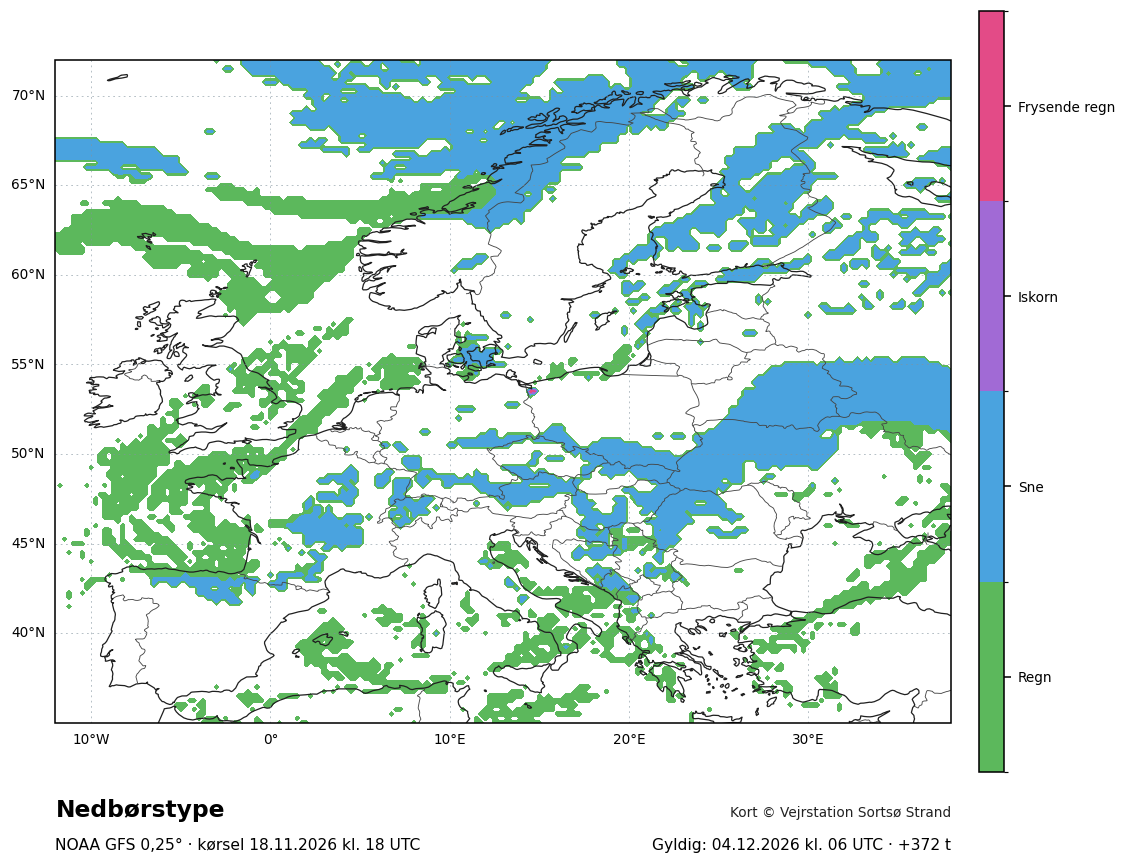 70°N
65°N
60°N
55°N
50°N
45°N
40°N
10°W
0°
10°E
20°E
30°E
Frysende regn
Iskorn
Sne
Regn
Nedbørstype
Kort © Vejrstation Sortsø Strand
NOAA GFS 0,25° · kørsel 18.11.2026 kl. 18 UTC
Gyldig: 04.12.2026 kl. 06 UTC · +372 t